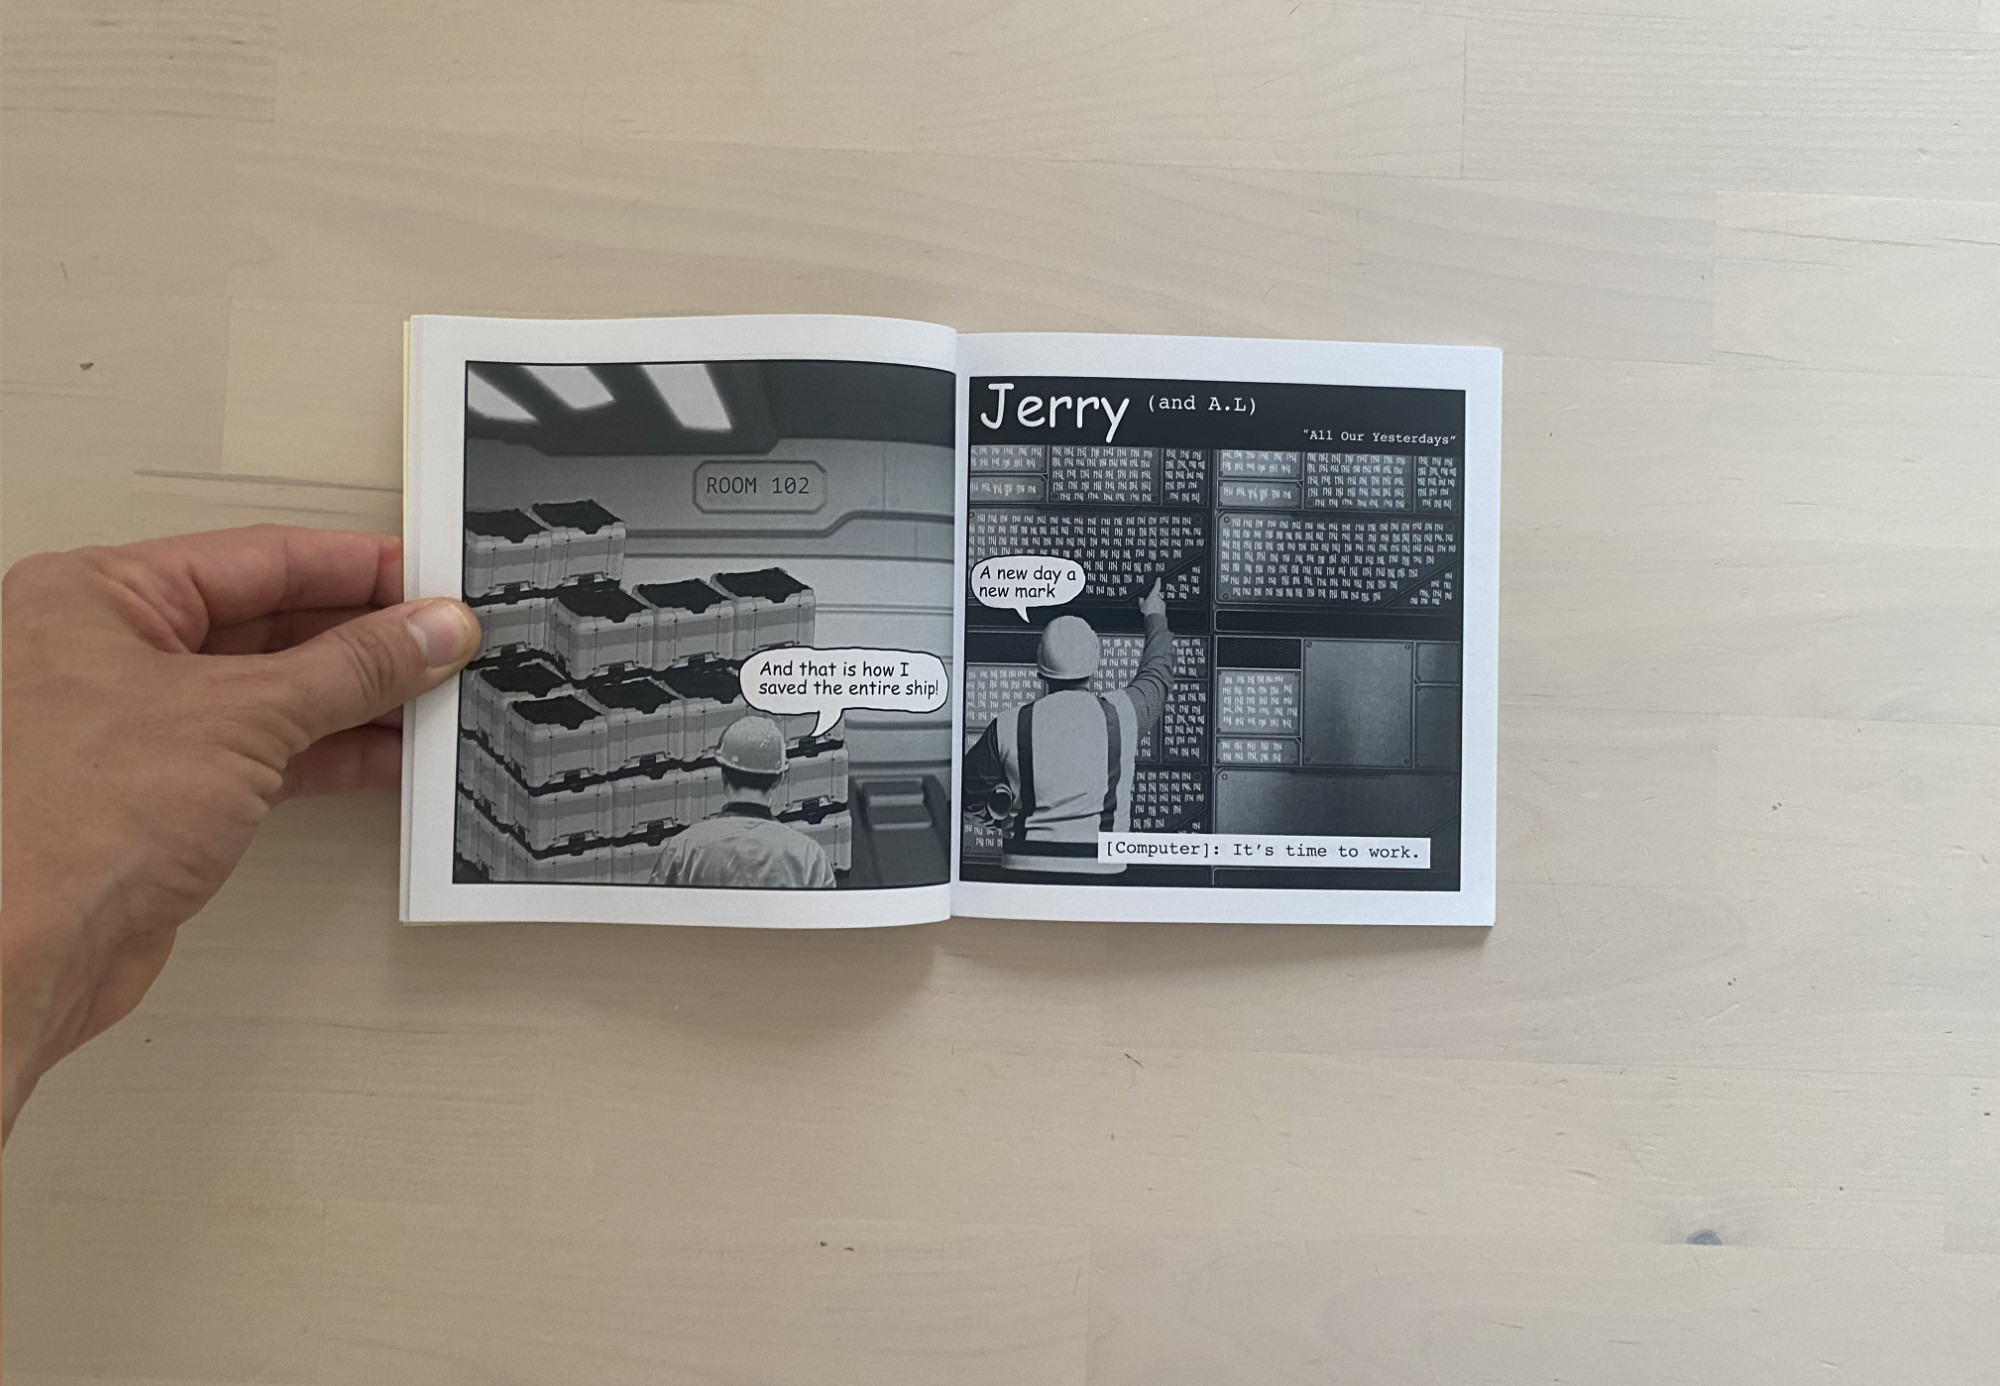 ROOM 102
And that is how I
saved the entire ship!
Jerry (and A.L)
"All Our Yesterdays"
A new day a
new mark
[Computer]: It's time to work.